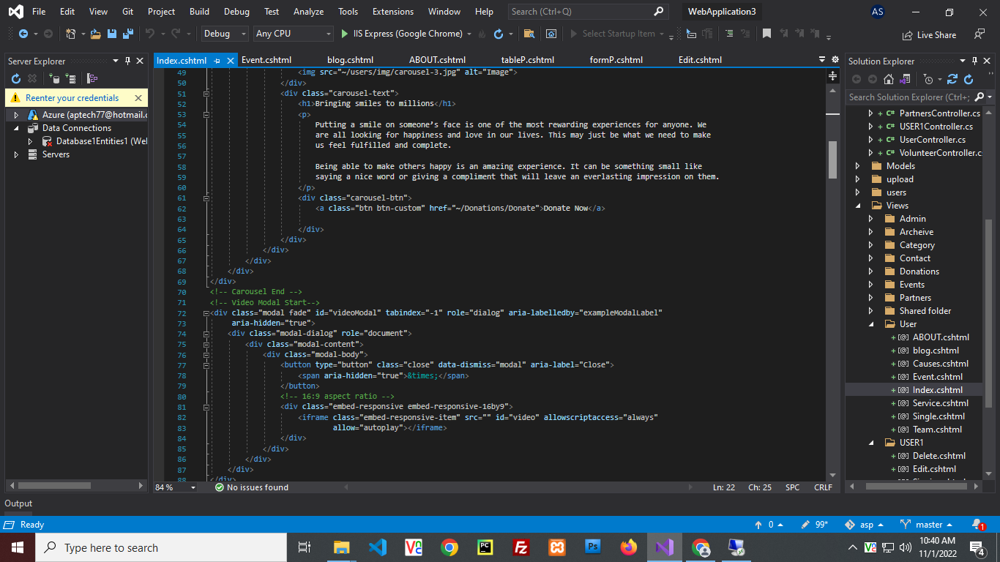 File Edit View Git Project Build Debug Test Analyze Tools Extensions Window Help Search (Ctrl+Q) WebApplication3 AS
Debug Any CPU IIS Express (Google Chrome) Select Startup Item Live Share
Server Explorer
Reenter your credentials
Azure (aptech77@hotmail.c
Data Connections
Database1Entities1 (Wel
Servers
Index.cshtml Event.cshtml blog.cshtml ABOUT.cshtml tableP.cshtml formP.cshtml Edit.cshtml
49 <img src="~/users/img/carousel-3.jpg" alt="Image">
50 </div>
51 <div class="carousel-text">
52 <h1>Bringing smiles to millions</h1>
53 <p>
54 Putting a smile on someone’s face is one of the most rewarding experiences for anyone. We
55 are all looking for happiness and love in our lives. This may just be what we need to make
56 us feel fulfilled and complete.
57
58 Being able to make others happy is an amazing experience. It can be something small like
59 saying a nice word or giving a compliment that will leave an everlasting impression on them.
60 </p>
61 <div class="carousel-btn">
62 <a class="btn btn-custom" href="~/Donations/Donate">Donate Now</a>
63
64 </div>
65 </div>
66 </div>
67 </div>
68 </div>
69 </div>
70 <!-- Carousel End -->
71 <!-- Video Modal Start-->
72 <div class="modal fade" id="videoModal" tabindex="-1" role="dialog" aria-labelledby="exampleModalLabel"
73 aria-hidden="true">
74 <div class="modal-dialog" role="document">
75 <div class="modal-content">
76 <div class="modal-body">
77 <button type="button" class="close" data-dismiss="modal" aria-label="Close">
78 <span aria-hidden="true">&times;</span>
79 </button>
80 <!-- 16:9 aspect ratio -->
81 <div class="embed-responsive embed-responsive-16by9">
82 <iframe class="embed-responsive-item" src="" id="video" allowscriptaccess="always"
83 allow="autoplay"></iframe>
84 </div>
85 </div>
86 </div>
87 </div>
88 </div>
84 % No issues found Ln: 22 Ch: 25 SPC CRLF
Solution Explorer
Search Solution Explorer (Ctrl+;
+ C# PartnersController.cs
+ C# USER1Controller.cs
+ C# UserController.cs
+ C# VolunteerController.c
Models
upload
users
Views
Admin
Archeive
Category
Contact
Donations
Events
Partners
Shared folder
User
+ [@] ABOUT.cshtml
+ [@] blog.cshtml
+ [@] Causes.cshtml
+ [@] Event.cshtml
+ [@] Index.cshtml
+ [@] Service.cshtml
+ [@] Single.cshtml
+ [@] Team.cshtml
USER1
+ [@] Delete.cshtml
+ [@] Edit.cshtml
Output
Ready 0 99* asp master 1
Type here to search
10:40 AM
11/1/2022
4